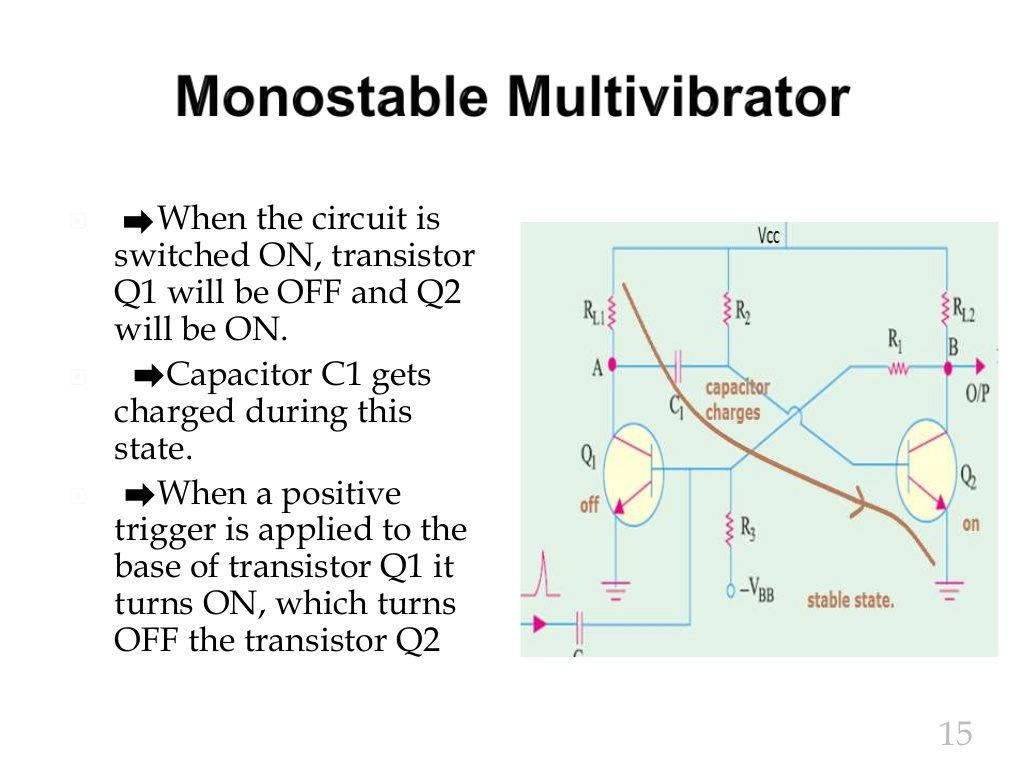 Monostable Multivibrator
When the circuit is
switched ON, transistor
Q1 will be OFF and Q2
will be ON.
Capacitor C1 gets
charged during this
state.
When a positive
trigger is applied to the
base of transistor Q1 it
turns ON, which turns
OFF the transistor Q2
Vcc
RL1
R2
RL2
R1
B
A
O/P
capacitor
charges
C1
Q1
Q2
off
on
R3
–VBB
stable state.
15